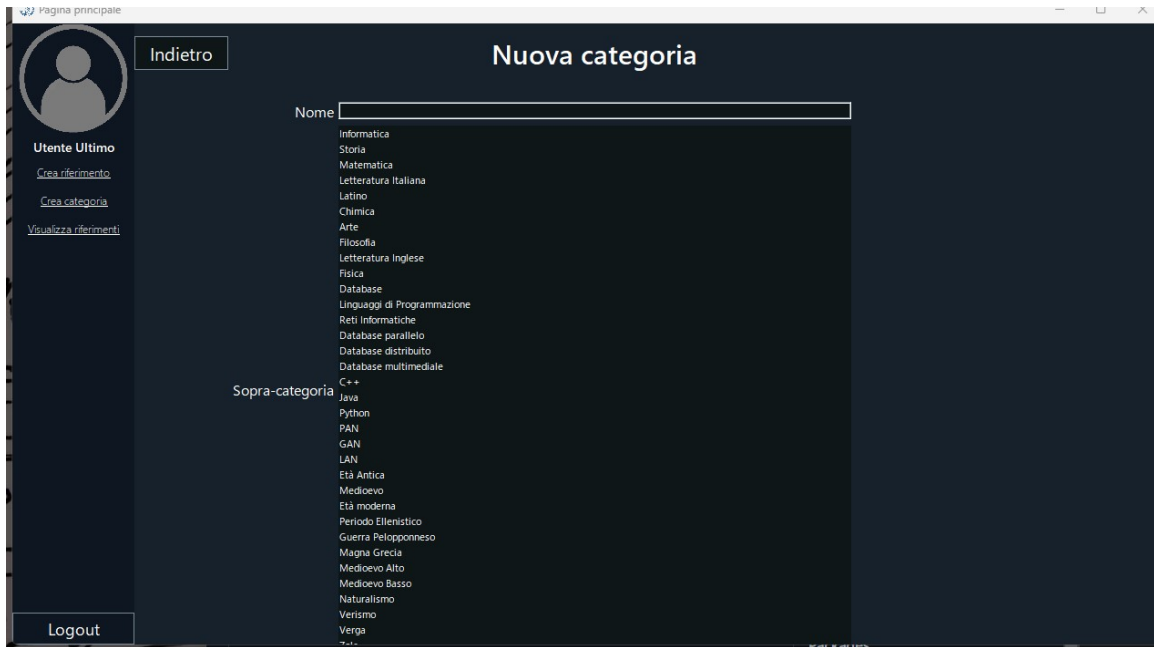 Pagina principale
Indietro
Nuova categoria
Utente Ultimo
Crea riferimento
Crea categoria
Visualizza riferimenti
Logout
Nome
Sopra-categoria
Informatica
Storia
Matematica
Letteratura Italiana
Latino
Chimica
Arte
Filosofia
Letteratura Inglese
Fisica
Database
Linguaggi di Programmazione
Reti Informatiche
Database parallelo
Database distribuito
Database multimediale
C++
Java
Python
PAN
GAN
LAN
Età Antica
Medioevo
Età moderna
Periodo Ellenistico
Guerra Pelopponneso
Magna Grecia
Medioevo Alto
Medioevo Basso
Naturalismo
Verismo
Verga